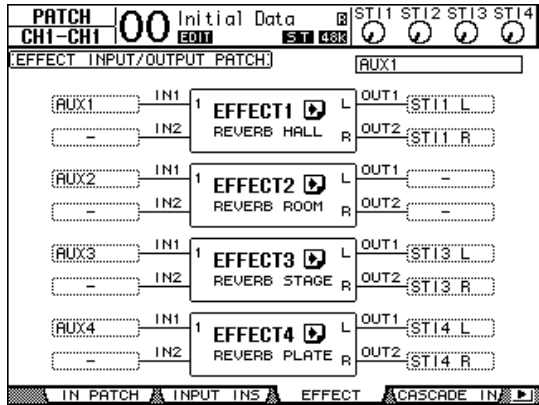 PATCH
CH1-CH1
00 Initial Data R
EDIT S.T 48K
STI1 STI2 STI3 STI4
EFFECT INPUT/OUTPUT PATCH
AUX1
AUX1 IN1 1 EFFECT1 L OUT1 STI1 L
- IN2 REVERB HALL R OUT2 STI1 R
AUX2 IN1 1 EFFECT2 L OUT1 -
- IN2 REVERB ROOM R OUT2 -
AUX3 IN1 1 EFFECT3 L OUT1 STI3 L
- IN2 REVERB STAGE R OUT2 STI3 R
AUX4 IN1 1 EFFECT4 L OUT1 STI4 L
- IN2 REVERB PLATE R OUT2 STI4 R
IN PATCH INPUT INS EFFECT CASCADE IN